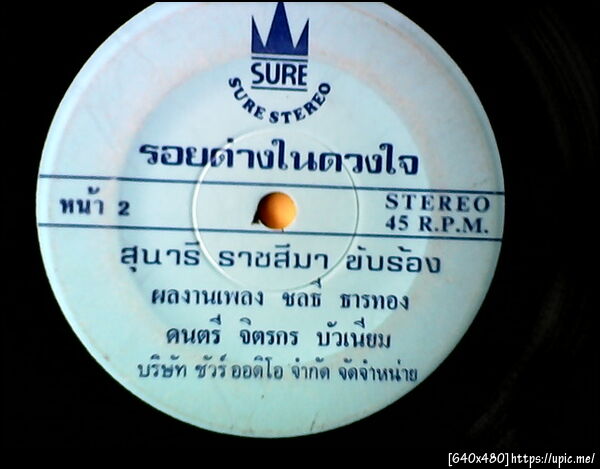 SURE
SURE STEREO
รอยด่างในดวงใจ
หน้า 2
STEREO
45 R.P.M.
สุนารี ราชสีมา ขับร้อง
ผลงานเพลง ชลธี ธารทอง
ดนตรี จิตรกร บัวเนียม
บริษัท ชัวร์ ออดิโอ จำกัด จัดจำหน่าย
[640x480]https://upic.me/